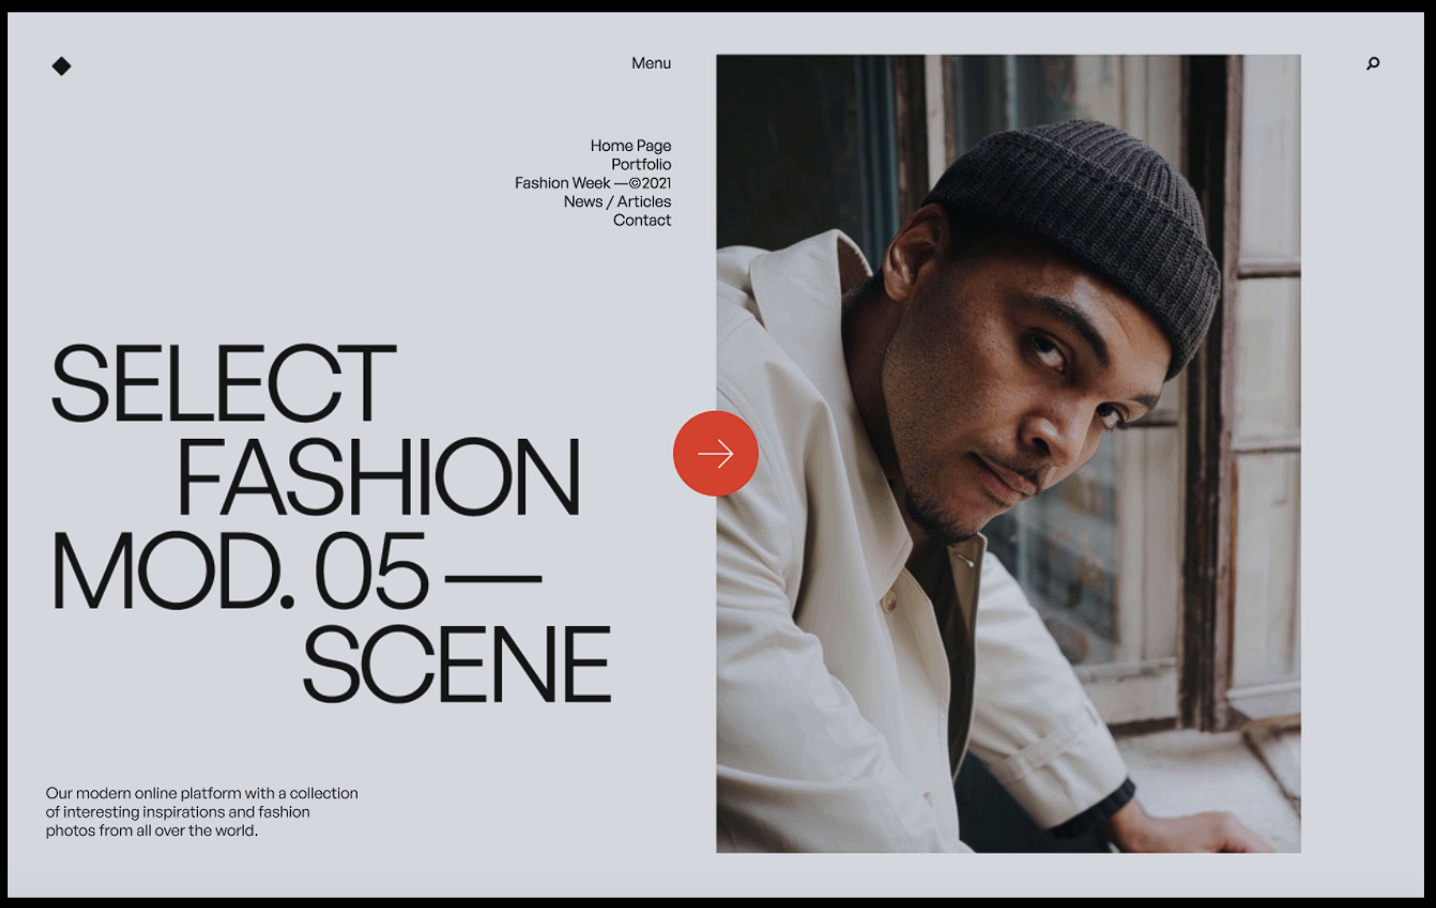 Menu
Home Page
Portfolio
Fashion Week —©2021
News / Articles
Contact
SELECT
FASHION
MOD. 05 —
SCENE
Our modern online platform with a collection
of interesting inspirations and fashion
photos from all over the world.